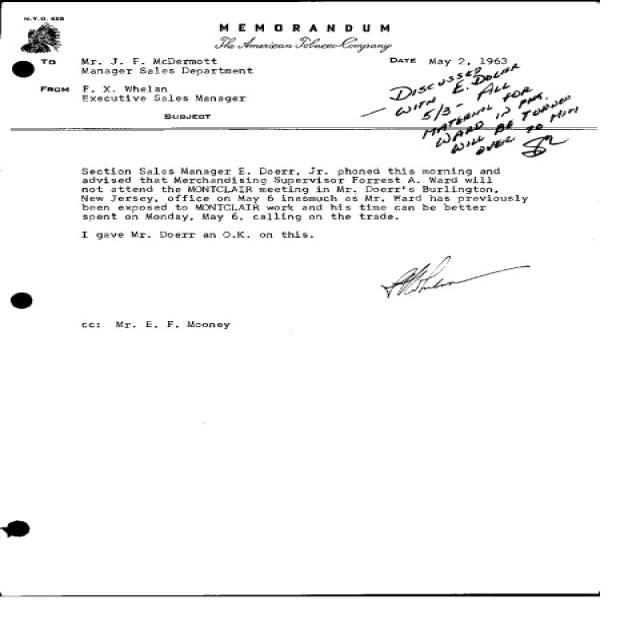 N.Y.O. 65B
MEMORANDUM
The American Tobacco Company
TO Mr. J. F. McDermott
Manager Sales Department
DATE May 2, 1963
FROM F. X. Whelan
Executive Sales Manager
SUBJECT
DISCUSSED
- WITH E. DOERR
5/3 - ALL
MATERIAL FOR
WARD IN PKG.
WILL BE TURNED
OVER TO HIM
Section Sales Manager E. Doerr, Jr. phoned this morning and
advised that Merchandising Supervisor Forrest A. Ward will
not attend the MONTCLAIR meeting in Mr. Doerr's Burlington,
New Jersey, office on May 6 inasmuch as Mr. Ward has previously
been exposed to MONTCLAIR work and his time can be better
spent on Monday, May 6, calling on the trade.
I gave Mr. Doerr an O.K. on this.
cc: Mr. E. F. Mooney